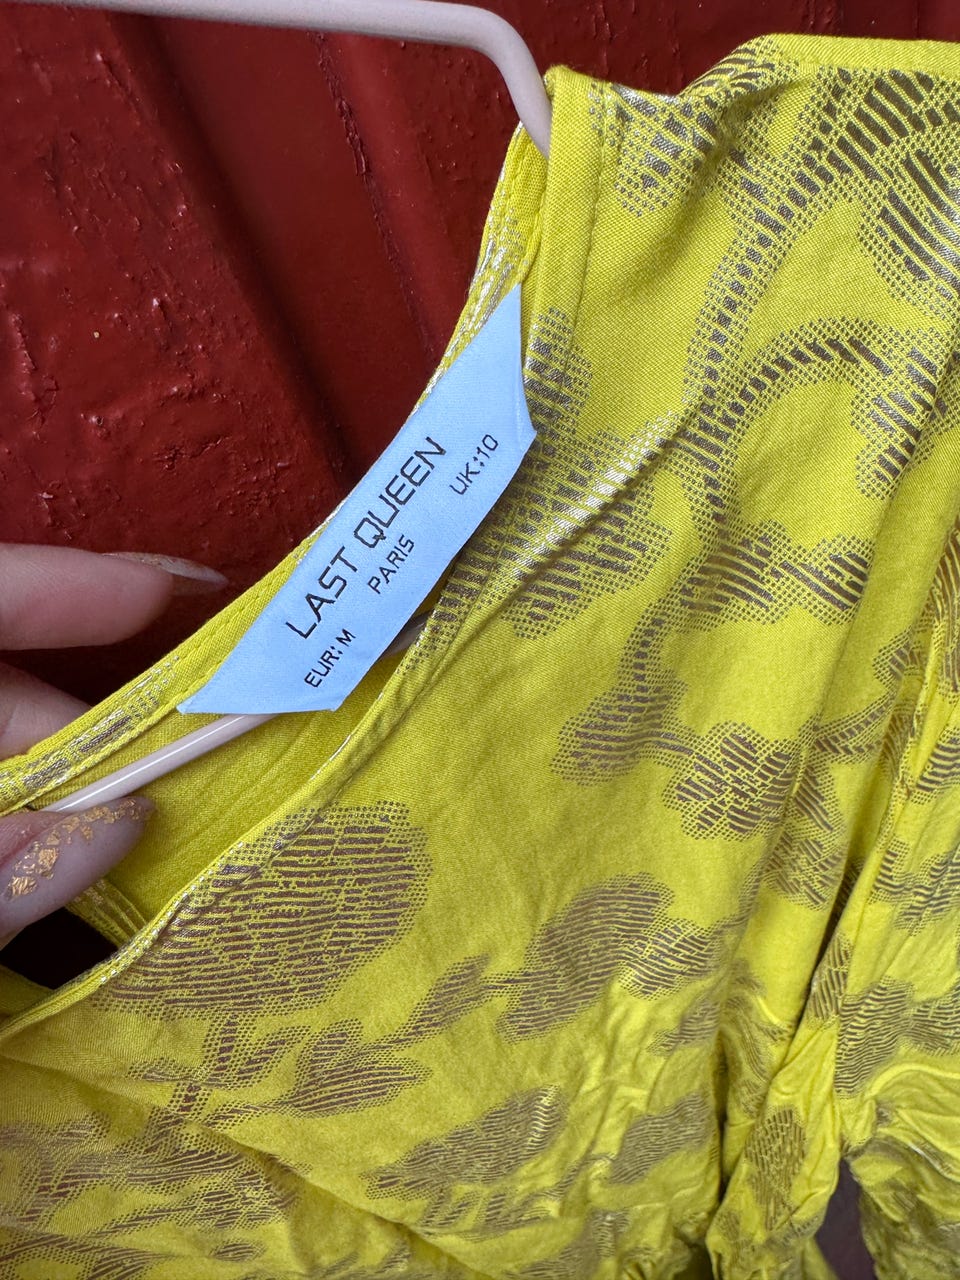 LAST QUEEN
PARIS
EUR: M
UK:10